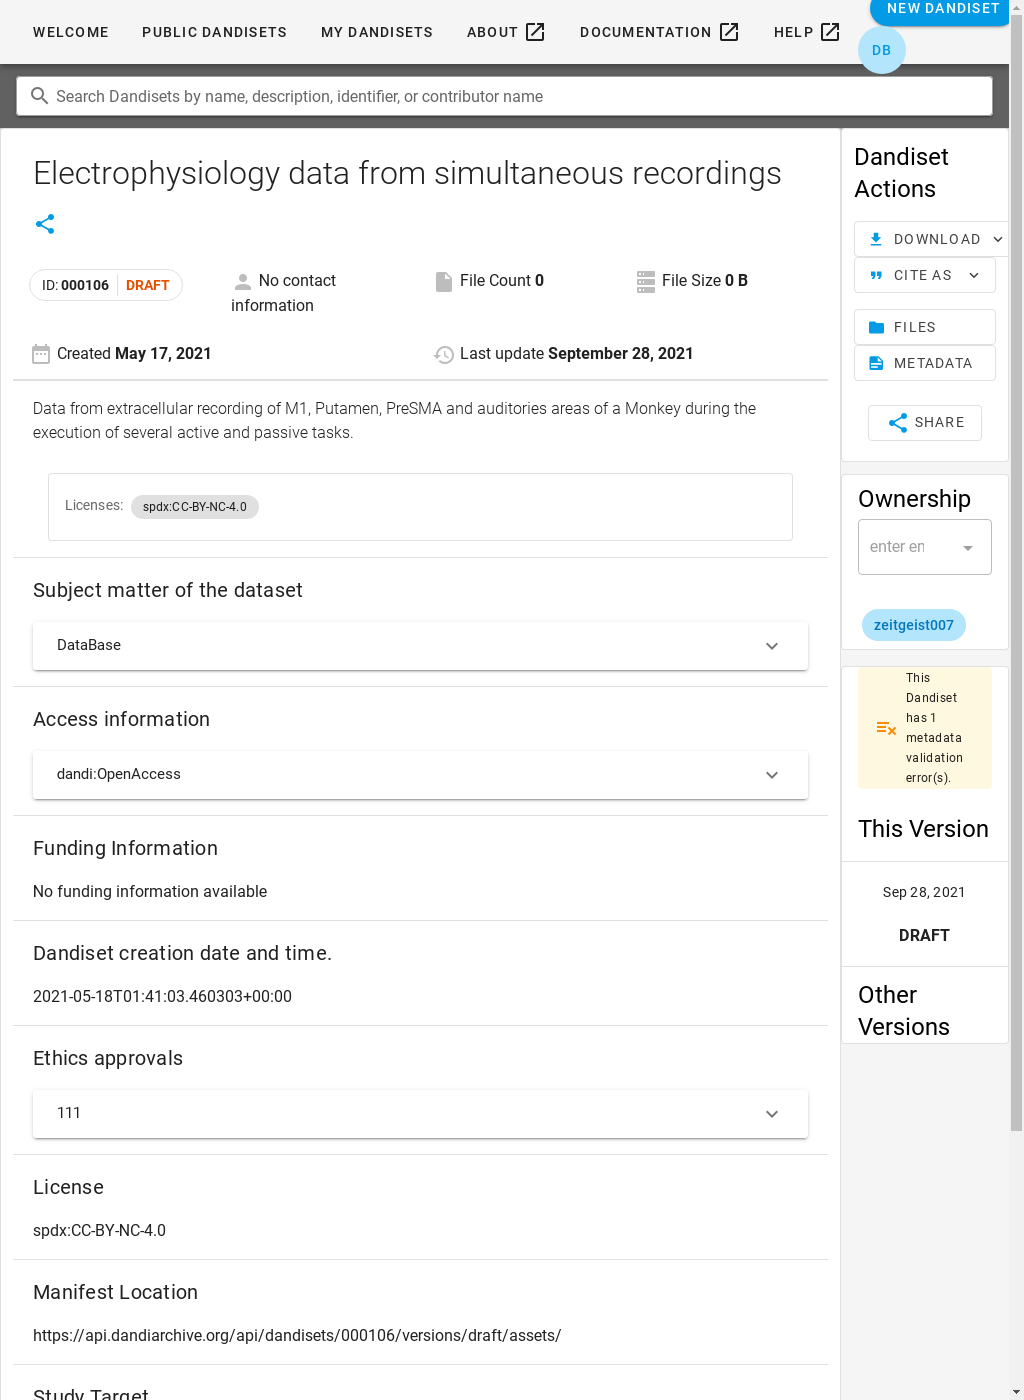 WELCOME
PUBLIC DANDISETS
MY DANDISETS
ABOUT
DOCUMENTATION
HELP
NEW DANDISET
DB
Search Dandisets by name, description, identifier, or contributor name
Electrophysiology data from simultaneous recordings
ID: 000106 DRAFT
No contact
information
File Count 0
File Size 0 B
Created May 17, 2021
Last update September 28, 2021
Data from extracellular recording of M1, Putamen, PreSMA and auditories areas of a Monkey during the
execution of several active and passive tasks.
Licenses: spdx:CC-BY-NC-4.0
Subject matter of the dataset
DataBase
Access information
dandi:OpenAccess
Funding Information
No funding information available
Dandiset creation date and time.
2021-05-18T01:41:03.460303+00:00
Ethics approvals
111
License
spdx:CC-BY-NC-4.0
Manifest Location
https://api.dandiarchive.org/api/dandisets/000106/versions/draft/assets/
Study Target
Dandiset
Actions
DOWNLOAD
CITE AS
FILES
METADATA
SHARE
Ownership
enter en
zeitgeist007
This
Dandiset
has 1
metadata
validation
error(s).
This Version
Sep 28, 2021
DRAFT
Other
Versions